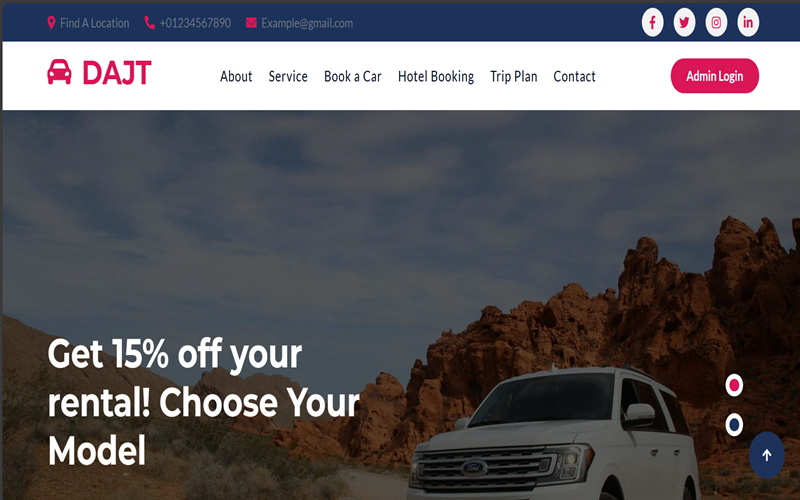 Find A Location +01234567890 Example@gmail.com
DAJT
About Service Book a Car Hotel Booking Trip Plan Contact
Admin Login
Get 15% off your
rental! Choose Your
Model